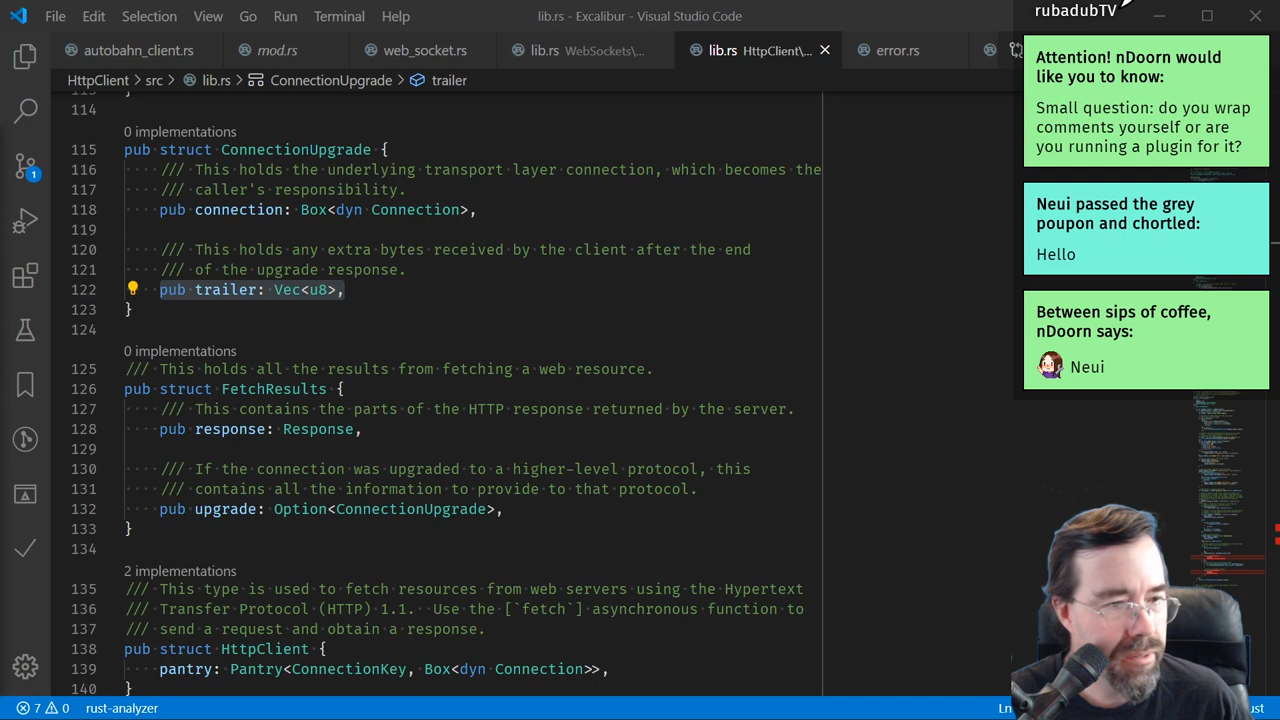 File Edit Selection View Go Run Terminal Help lib.rs - Excalibur - Visual Studio Code
autobahn_client.rs mod.rs web_socket.rs lib.rs WebSockets\... lib.rs HttpClient\... error.rs
HttpClient > src > lib.rs > ConnectionUpgrade > trailer
114
0 implementations
115 pub struct ConnectionUpgrade {
116 /// This holds the underlying transport layer connection, which becomes the
117 /// caller's responsibility.
118 pub connection: Box<dyn Connection>,
119
120 /// This holds any extra bytes received by the client after the end
121 /// of the upgrade response.
122 pub trailer: Vec<u8>,
123 }
124
0 implementations
125 /// This holds all the results from fetching a web resource.
126 pub struct FetchResults {
127 /// This contains the parts of the HTTP response returned by the server.
128 pub response: Response,
129
130 /// If the connection was upgraded to a higher-level protocol, this
131 /// contains all the information to provide to that protocol.
132 pub upgrade: Option<ConnectionUpgrade>,
133 }
134
2 implementations
135 /// This type is used to fetch resources from web servers using the Hypertext
136 /// Transfer Protocol (HTTP) 1.1.  Use the [`fetch`] asynchronous function to
137 /// send a request and obtain a response.
138 pub struct HttpClient {
139 pantry: Pantry<ConnectionKey, Box<dyn Connection>>,
140 }
1
7 0 rust-analyzer Ln
rubadubTV
Attention! nDoorn would
like you to know:
Small question: do you wrap
comments yourself or are
you running a plugin for it?
Neui passed the grey
poupon and chortled:
Hello
Between sips of coffee,
nDoorn says:
Neui